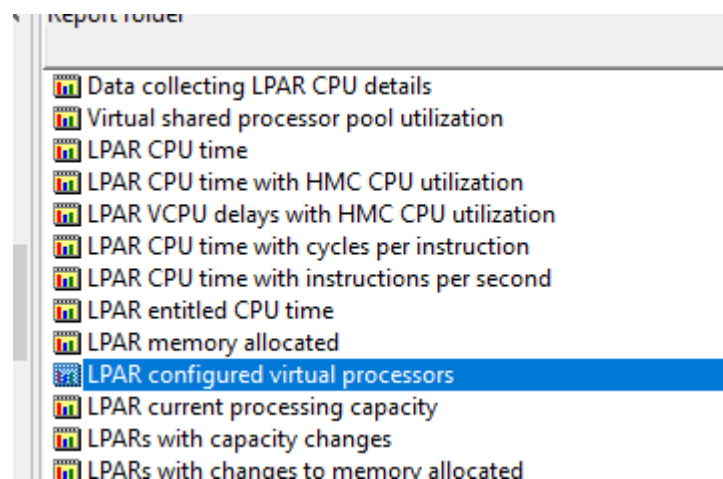 Report folder
Data collecting LPAR CPU details
Virtual shared processor pool utilization
LPAR CPU time
LPAR CPU time with HMC CPU utilization
LPAR VCPU delays with HMC CPU utilization
LPAR CPU time with cycles per instruction
LPAR CPU time with instructions per second
LPAR entitled CPU time
LPAR memory allocated
LPAR configured virtual processors
LPAR current processing capacity
LPARs with capacity changes
LPARs with changes to memory allocated